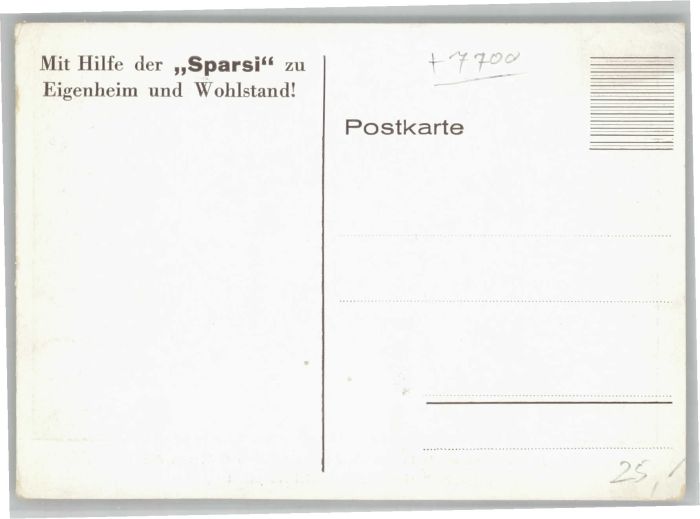 Mit Hilfe der „Sparsi“ zu
Eigenheim und Wohlstand!
+7700
Postkarte
25,-